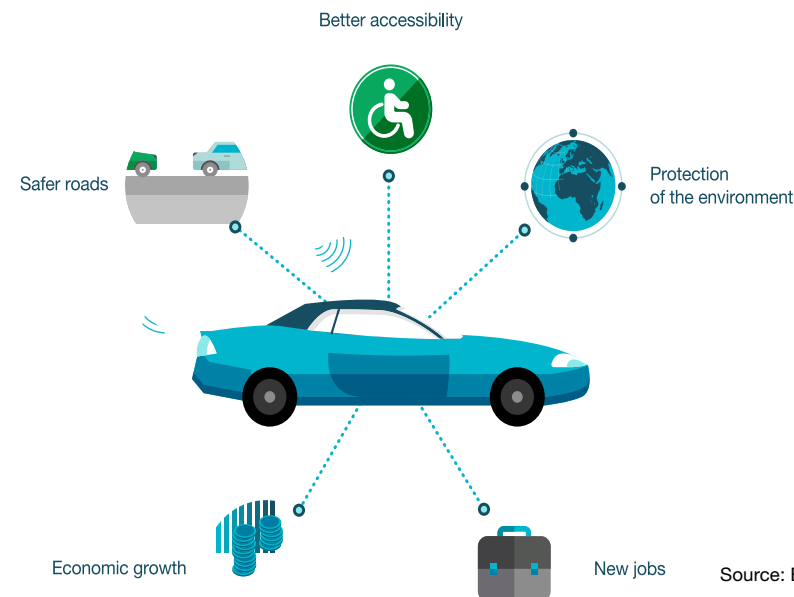 Better accessibility
Safer roads
Protection
of the environment
Economic growth
New jobs
Source: